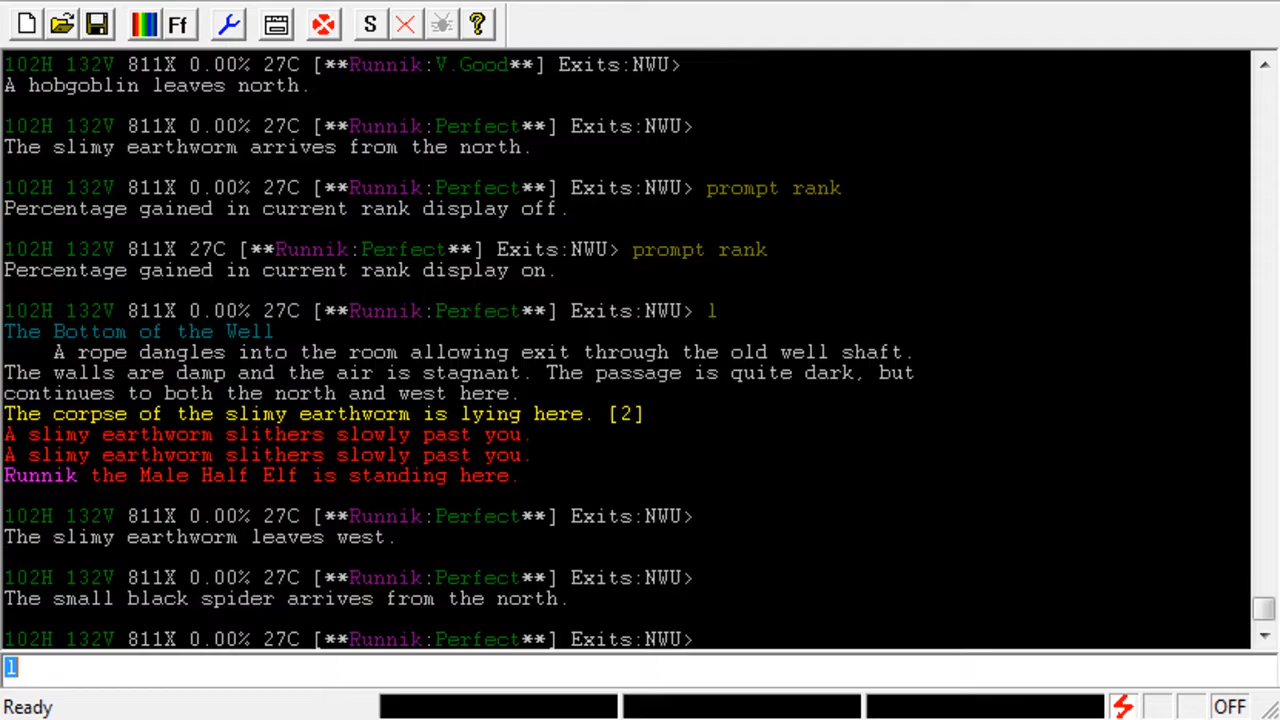 Ff S ?
102H 132V 811X 0.00% 27C [**Runnik:V.Good**] Exits:NWU>
A hobgoblin leaves north.
102H 132V 811X 0.00% 27C [**Runnik:Perfect**] Exits:NWU>
The slimy earthworm arrives from the north.
102H 132V 811X 0.00% 27C [**Runnik:Perfect**] Exits:NWU> prompt rank
Percentage gained in current rank display off.
102H 132V 811X 27C [**Runnik:Perfect**] Exits:NWU> prompt rank
Percentage gained in current rank display on.
102H 132V 811X 0.00% 27C [**Runnik:Perfect**] Exits:NWU> l
The Bottom of the Well
A rope dangles into the room allowing exit through the old well shaft.
The walls are damp and the air is stagnant. The passage is quite dark, but
continues to both the north and west here.
The corpse of the slimy earthworm is lying here. [2]
A slimy earthworm slithers slowly past you.
A slimy earthworm slithers slowly past you.
Runnik the Male Half Elf is standing here.
102H 132V 811X 0.00% 27C [**Runnik:Perfect**] Exits:NWU>
The slimy earthworm leaves west.
102H 132V 811X 0.00% 27C [**Runnik:Perfect**] Exits:NWU>
The small black spider arrives from the north.
102H 132V 811X 0.00% 27C [**Runnik:Perfect**] Exits:NWU>
l
Ready OFF